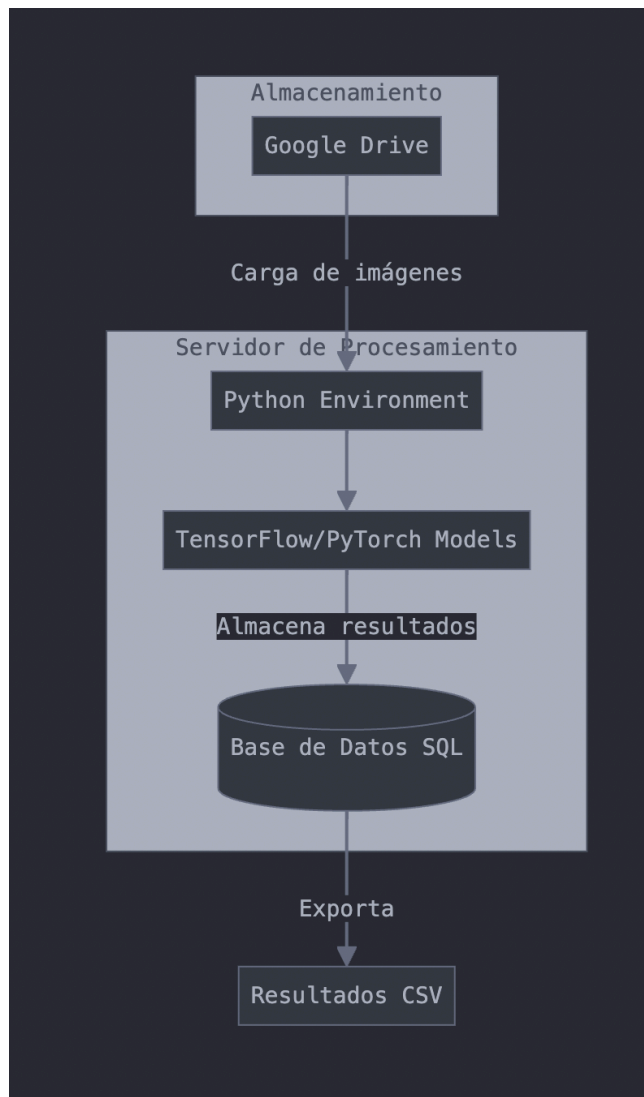 Almacenamiento
Google Drive
Carga de imágenes
Servidor de Procesamiento
Python Environment
TensorFlow/PyTorch Models
Almacena resultados
Base de Datos SQL
Exporta
Resultados CSV